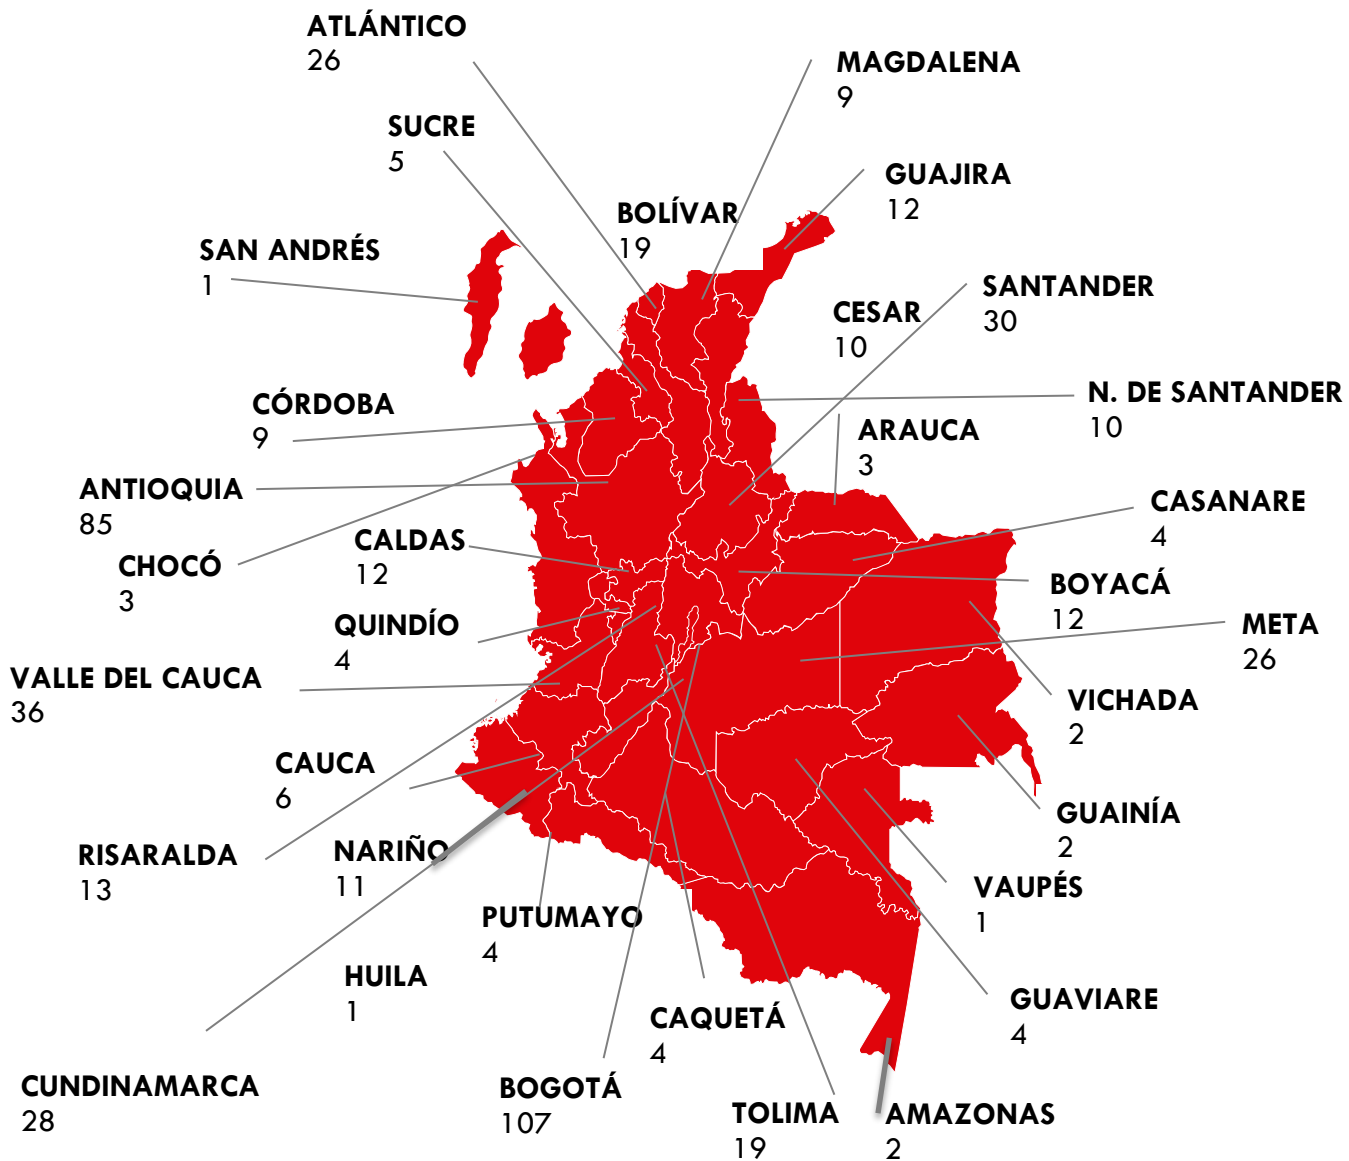 ATLÁNTICO
26
MAGDALENA
9
SUCRE
5
GUAJIRA
12
BOLÍVAR
19
SAN ANDRÉS
1
SANTANDER
30
CESAR
10
N. DE SANTANDER
10
CÓRDOBA
9
ARAUCA
3
ANTIOQUIA
85
CASANARE
4
CALDAS
12
CHOCÓ
3
BOYACÁ
12
QUINDÍO
4
META
26
VALLE DEL CAUCA
36
VICHADA
2
CAUCA
6
GUAINÍA
2
RISARALDA
13
NARIÑO
11
VAUPÉS
1
PUTUMAYO
4
HUILA
1
GUAVIARE
4
CAQUETÁ
4
CUNDINAMARCA
28
BOGOTÁ
107
TOLIMA
19
AMAZONAS
2